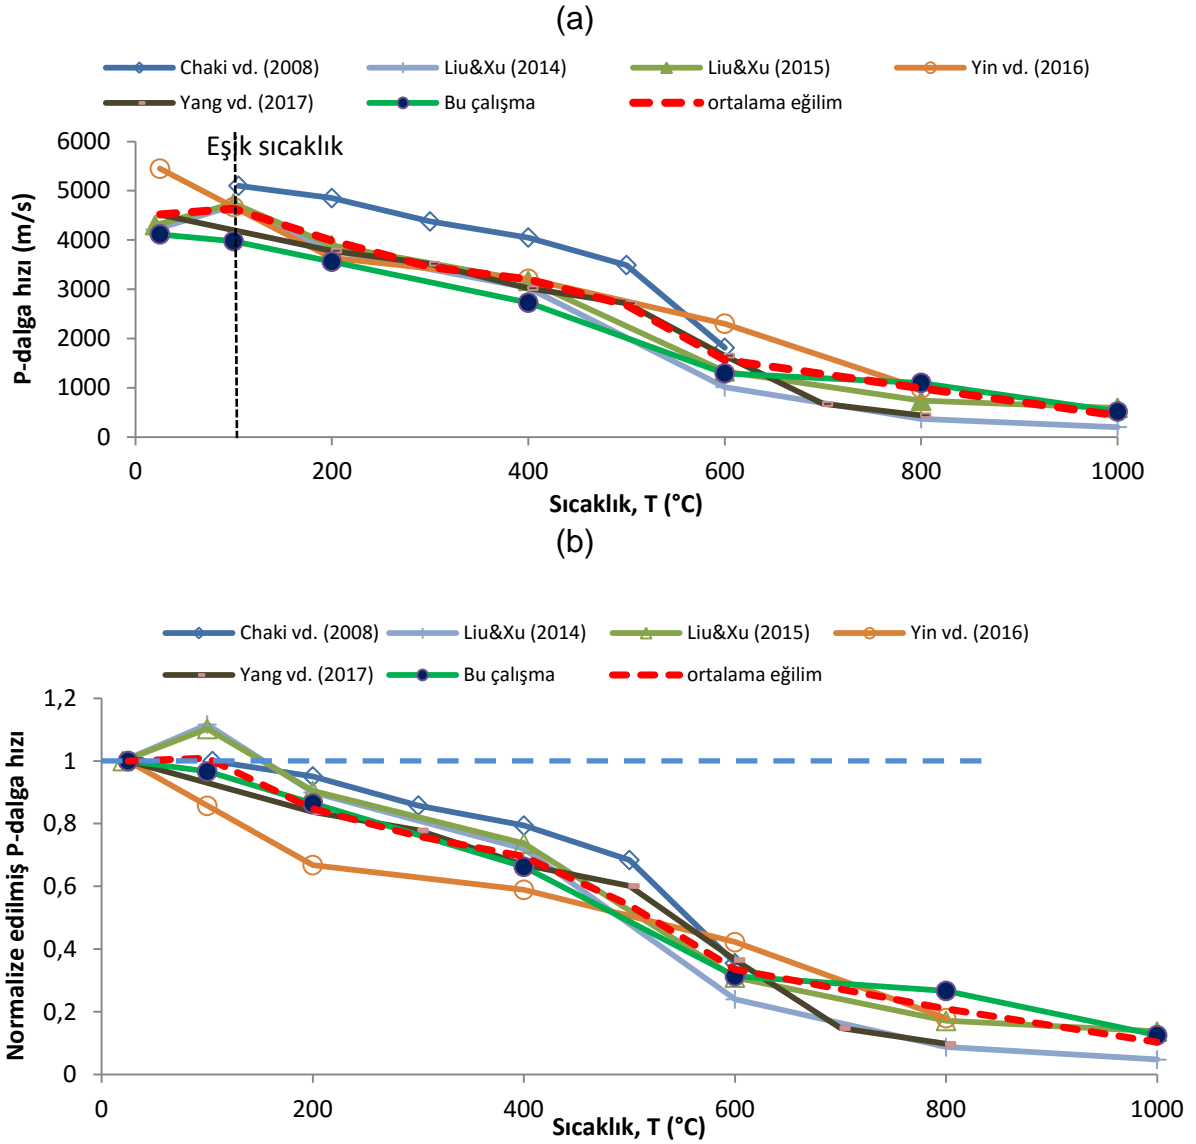 (a)
Chaki vd. (2008) Liu&Xu (2014) Liu&Xu (2015) Yin vd. (2016)
Yang vd. (2017) Bu çalışma ortalama eğilim
Eşik sıcaklık
P-dalga hızı (m/s)
6000
5000
4000
3000
2000
1000
0
0 200 400 600 800 1000
Sıcaklık, T (°C)
(b)
Chaki vd. (2008) Liu&Xu (2014) Liu&Xu (2015) Yin vd. (2016)
Yang vd. (2017) Bu çalışma ortalama eğilim
Normalize edilmiş P-dalga hızı
1,2
1
0,8
0,6
0,4
0,2
0
0 200 400 600 800 1000
Sıcaklık, T (°C)